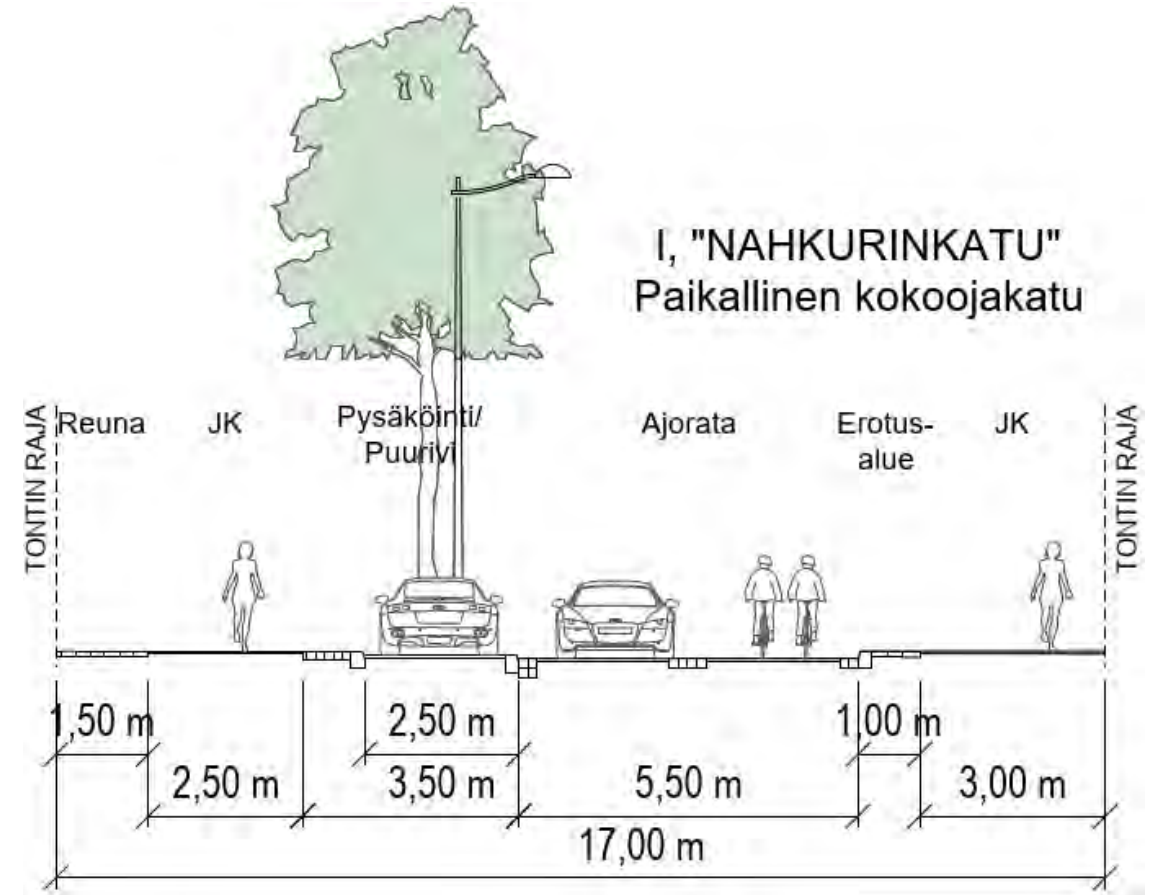 I, "NAHKURINKATU"
Paikallinen kokoojakatu
TONTIN RAJA
Reuna
JK
Pysäköinti/
Puurivi
Ajorata
Erotus-
alue
JK
TONTIN RAJA
1,50 m
2,50 m
1,00 m
2,50 m
3,50 m
5,50 m
3,00 m
17,00 m